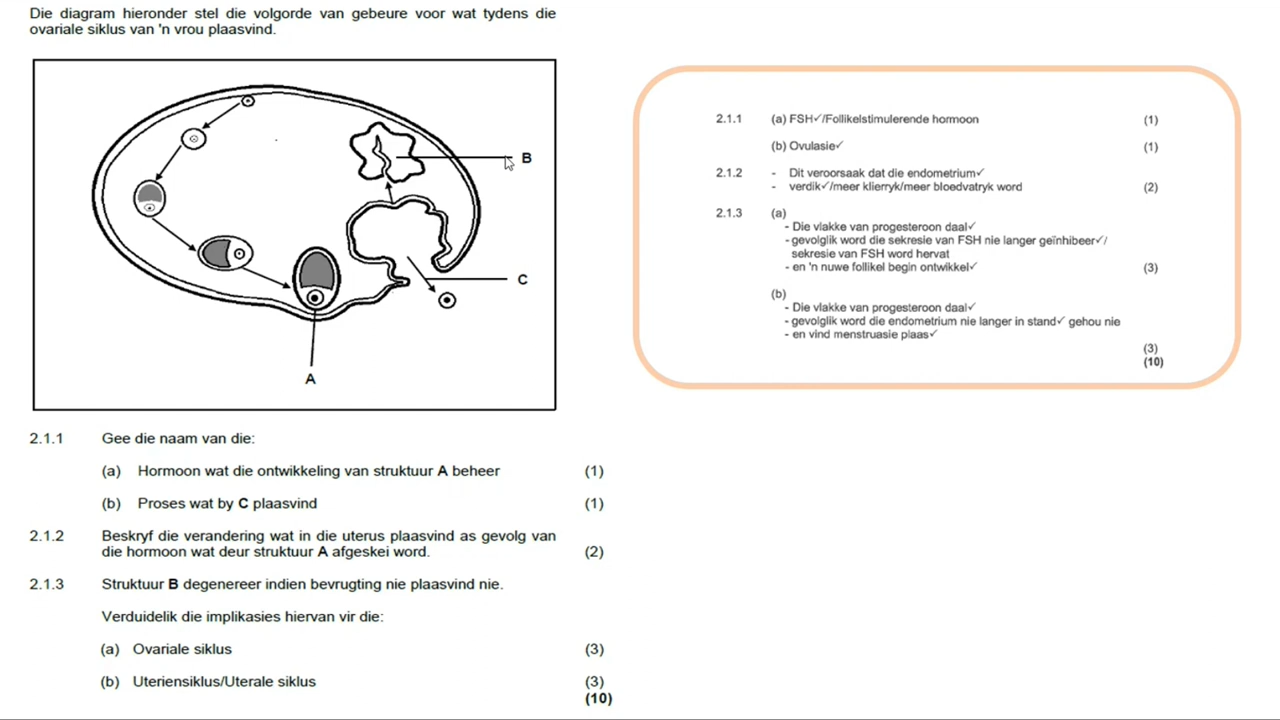 Die diagram hieronder stel die volgorde van gebeure voor wat tydens die
ovariale siklus van 'n vrou plaasvind.
B
C
A
2.1.1 Gee die naam van die:
(a) Hormoon wat die ontwikkeling van struktuur A beheer (1)
(b) Proses wat by C plaasvind (1)
2.1.2 Beskryf die verandering wat in die uterus plaasvind as gevolg van
die hormoon wat deur struktuur A afgeskei word. (2)
2.1.3 Struktuur B degenereer indien bevrugting nie plaasvind nie.
Verduidelik die implikasies hiervan vir die:
(a) Ovariale siklus (3)
(b) Uteriensiklus/Uterale siklus (3)
(10)
2.1.1 (a) FSH✓/Follikelstimulerende hormoon (1)
(b) Ovulasie✓ (1)
2.1.2 - Dit veroorsaak dat die endometrium✓
- verdik✓/meer klierryk/meer bloedvatryk word (2)
2.1.3 (a)
- Die vlakke van progesteroon daal✓
- gevolglik word die sekresie van FSH nie langer geïnhibeer✓/
sekresie van FSH word hervat
- en 'n nuwe follikel begin ontwikkel✓ (3)
(b)
- Die vlakke van progesteroon daal✓
- gevolglik word die endometrium nie langer in stand✓ gehou nie
- en vind menstruasie plaas✓
(3)
(10)